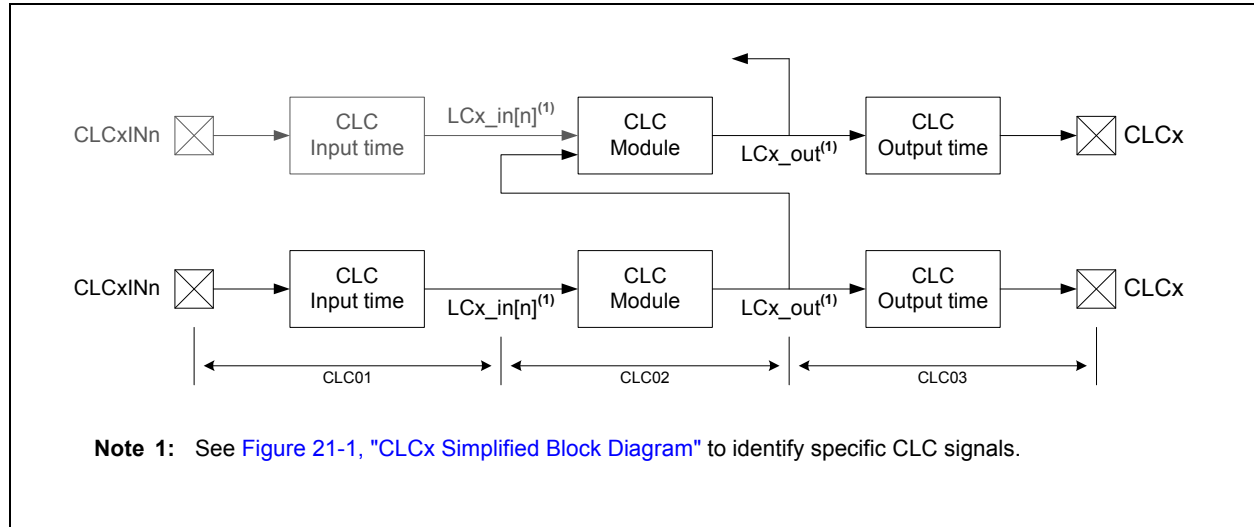 CLCxINn
CLC
Input time
LCx_in[n](1)
CLC
Module
LCx_out(1)
CLC
Output time
CLCx
CLCxINn
CLC
Input time
LCx_in[n](1)
CLC
Module
LCx_out(1)
CLC
Output time
CLCx
CLC01
CLC02
CLC03
Note 1: See Figure 21-1, "CLCx Simplified Block Diagram" to identify specific CLC signals.